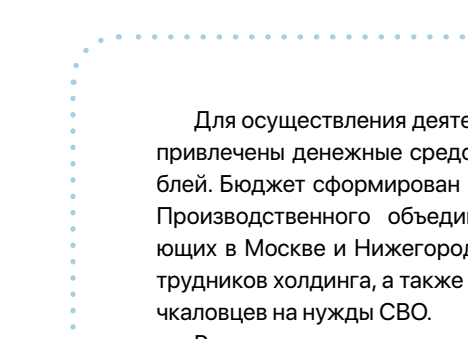 Для осуществления деяте
привлечены денежные средс
блей. Бюджет сформирован
Производственного объеди
ющих в Москве и Нижегород
трудников холдинга, а также
чкаловцев на нужды СВО.